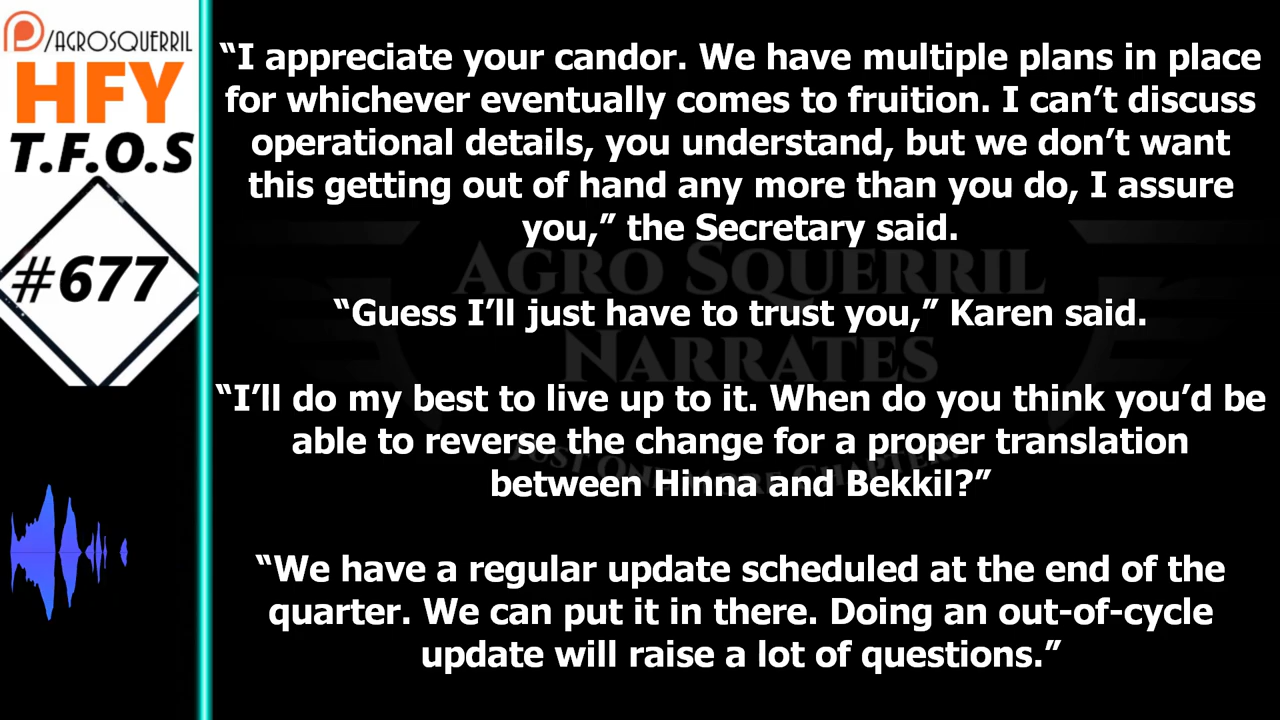 /AGROSQUERRIL
HFY
T.F.O.S
#677
“I appreciate your candor. We have multiple plans in place
for whichever eventually comes to fruition. I can’t discuss
operational details, you understand, but we don’t want
this getting out of hand any more than you do, I assure
you,” the Secretary said.
“Guess I’ll just have to trust you,” Karen said.
“I’ll do my best to live up to it. When do you think you’d be
able to reverse the change for a proper translation
between Hinna and Bekkil?”
“We have a regular update scheduled at the end of the
quarter. We can put it in there. Doing an out-of-cycle
update will raise a lot of questions.”
AGRO SQUERRIL
NARRATES
JUST ONE MORE CHAPTER